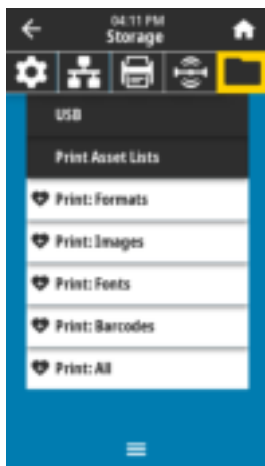 04:11 PM
Storage
USB
Print Asset Lists
Print: Formats
Print: Images
Print: Fonts
Print: Barcodes
Print: All